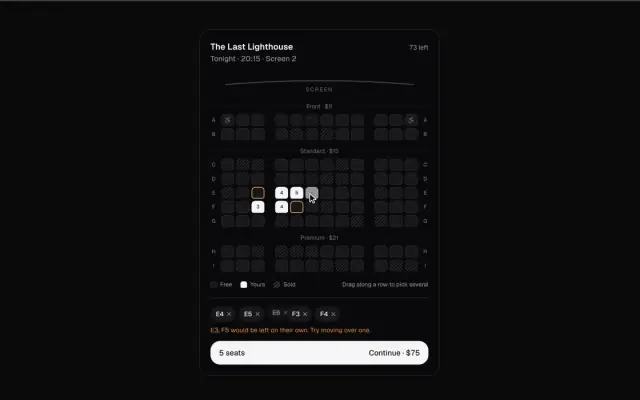 The Last Lighthouse
73 left
Tonight · 20:15 · Screen 2
SCREEN
Front · $11
A A
B B
Standard · $15
C C
D D
E 4 5 E
F 3 4 F
G G
Premium · $21
H H
I I
Free Yours Sold Drag along a row to pick several
E4 × E5 × E6 × F3 × F4 ×
E3, F5 would be left on their own. Try moving over one.
5 seats Continue · $75